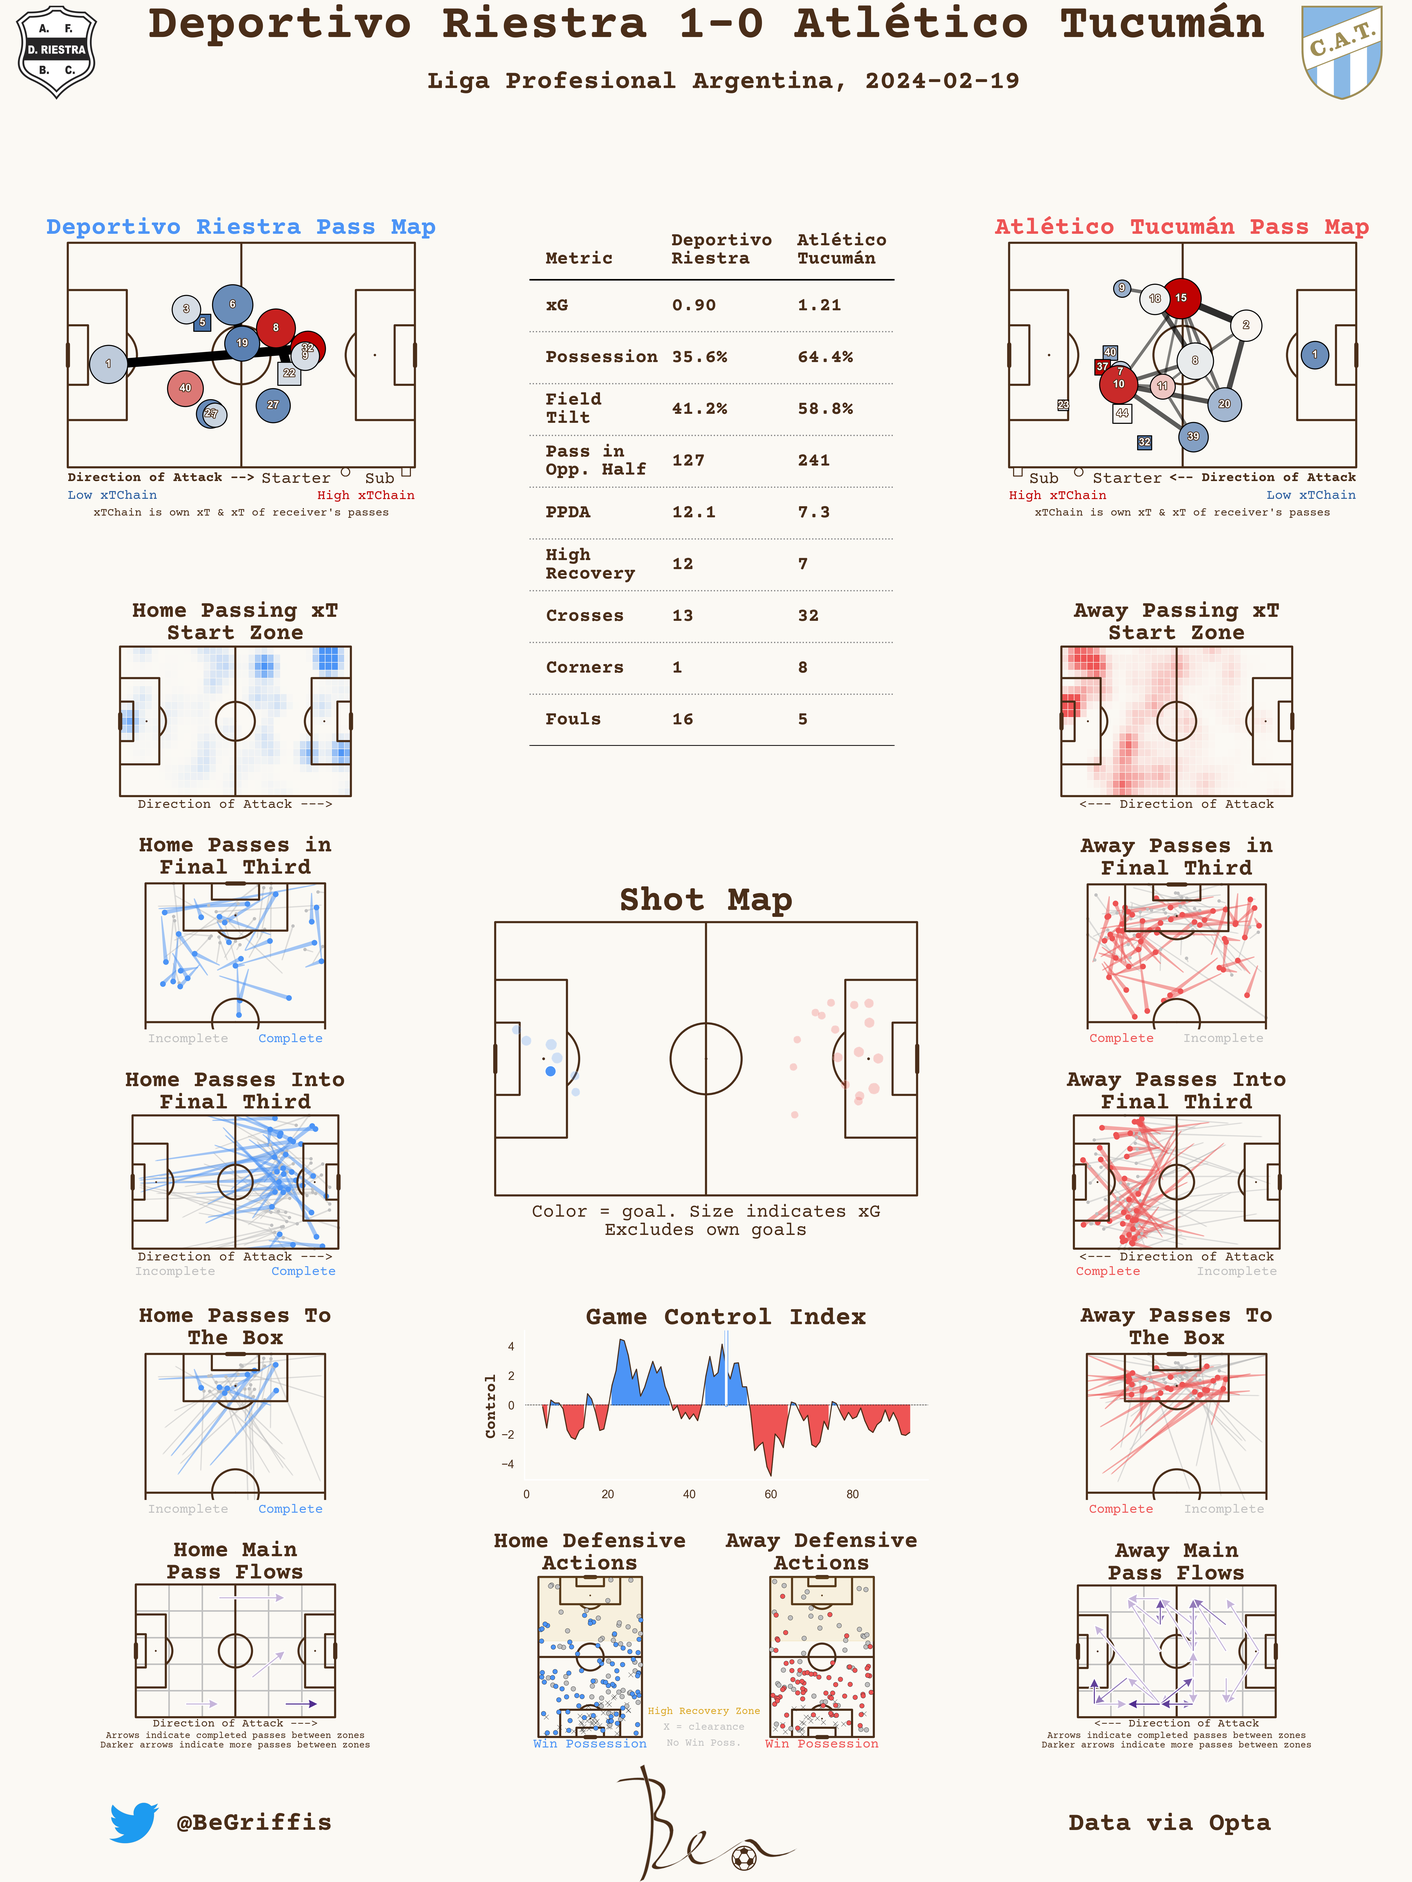 Deportivo Riestra 1-0 Atlético Tucumán
Liga Profesional Argentina, 2024-02-19
A. F.
D. RIESTRA
B. C.
C.A.T.
Deportivo Riestra Pass Map
3
5
6
19
8
32
9
22
1
40
27
7
Direction of Attack --> Starter Sub
Low xTChain High xTChain
xTChain is own xT & xT of receiver's passes
Metric Deportivo Riestra Atlético Tucumán
xG 0.90 1.21
Possession 35.6% 64.4%
Field Tilt 41.2% 58.8%
Pass in Opp. Half 127 241
PPDA 12.1 7.3
High Recovery 12 7
Crosses 13 32
Corners 1 8
Fouls 16 5
Atlético Tucumán Pass Map
9
18
15
2
40
37
7
8
1
10
11
23
44
20
32
39
Sub Starter <-- Direction of Attack
High xTChain Low xTChain
xTChain is own xT & xT of receiver's passes
Home Passing xT
Start Zone
Direction of Attack --->
Away Passing xT
Start Zone
<--- Direction of Attack
Home Passes in
Final Third
Incomplete Complete
Away Passes in
Final Third
Complete Incomplete
Shot Map
Color = goal. Size indicates xG
Excludes own goals
Home Passes Into
Final Third
Direction of Attack --->
Incomplete Complete
Away Passes Into
Final Third
<--- Direction of Attack
Complete Incomplete
Home Passes To
The Box
Incomplete Complete
Game Control Index
Control
4
2
0
−2
−4
0 20 40 60 80
Away Passes To
The Box
Complete Incomplete
Home Main
Pass Flows
Direction of Attack --->
Arrows indicate completed passes between zones
Darker arrows indicate more passes between zones
Home Defensive
Actions
Win Possession
Away Defensive
Actions
Win Possession
High Recovery Zone
X = clearance
No Win Poss.
Away Main
Pass Flows
<--- Direction of Attack
Arrows indicate completed passes between zones
Darker arrows indicate more passes between zones
@BeGriffis
Ben
Data via Opta